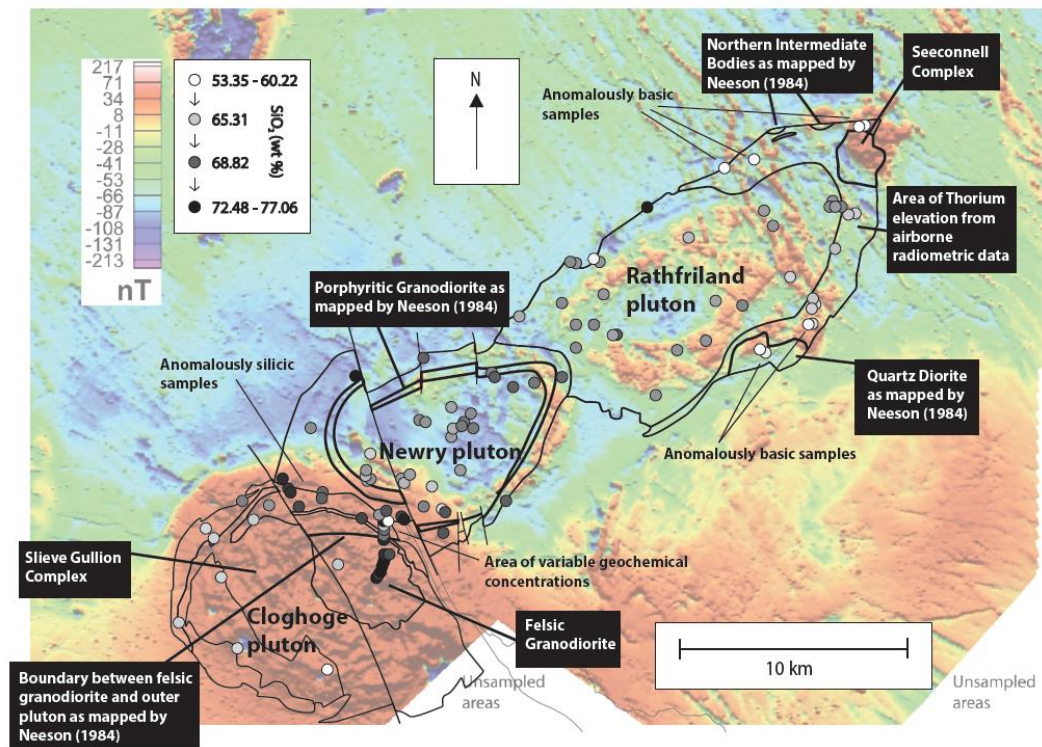 217
71
34
8
-11
-28
-41
-53
-66
-87
-108
-131
-213
nT
53.35 - 60.22
65.31
68.82
72.48 - 77.06
SiO₂ (wt %)
N
Northern Intermediate
Bodies as mapped by
Neeson (1984)
Seeconnell
Complex
Anomalously basic
samples
Area of Thorium
elevation from
airborne
radiometric data
Rathfriland
pluton
Porphyritic Granodiorite as
mapped by Neeson (1984)
Anomalously silicic
samples
Quartz Diorite
as mapped by
Neeson (1984)
Newry pluton
Anomalously basic samples
Slieve Gullion
Complex
Area of variable geochemical
concentrations
Cloghoge
pluton
Felsic
Granodiorite
10 km
Boundary between felsic
granodiorite and outer
pluton as mapped by
Neeson (1984)
Unsampled
areas
Unsampled
areas